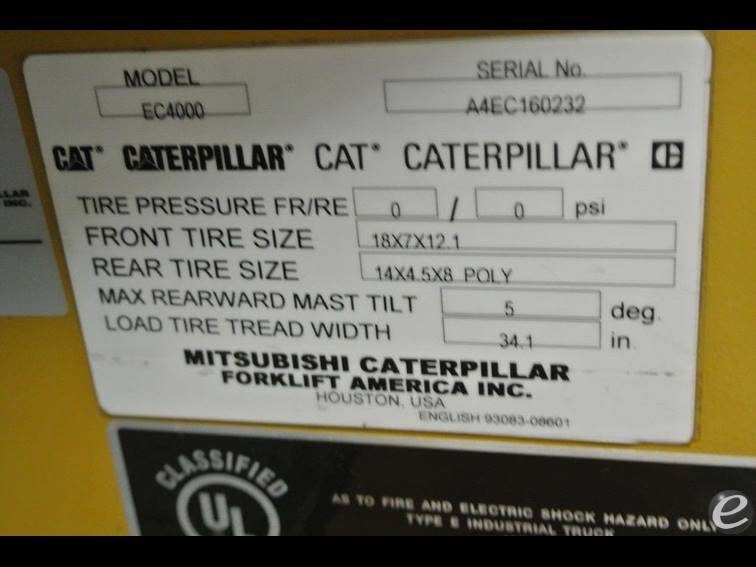 MODEL SERIAL No.
EC4000 A4EC160232
CAT® CATERPILLAR® CAT® CATERPILLAR®
TIRE PRESSURE FR/RE 0 / 0 psi
FRONT TIRE SIZE 18X7X12.1
REAR TIRE SIZE 14X4.5X8 POLY
MAX REARWARD MAST TILT 5 deg.
LOAD TIRE TREAD WIDTH 34.1 in.
MITSUBISHI CATERPILLAR
FORKLIFT AMERICA INC.
HOUSTON, USA
ENGLISH 93083-08601
INC.
CLASSIFIED
UL
AS TO FIRE AND ELECTRIC SHOCK HAZARD ONLY
TYPE E INDUSTRIAL TRUCK
e